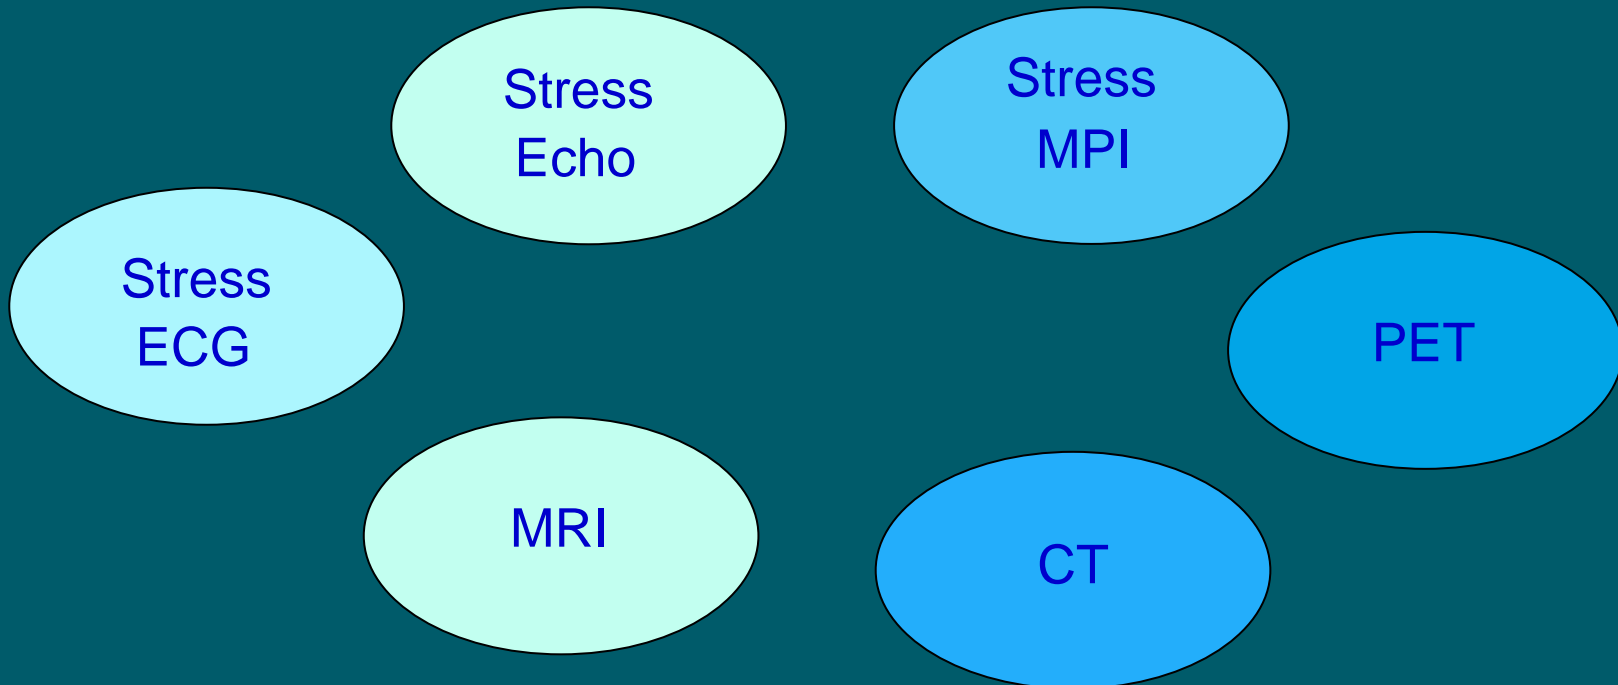 Stress
Echo
Stress
MPI
Stress
ECG
PET
MRI
CT